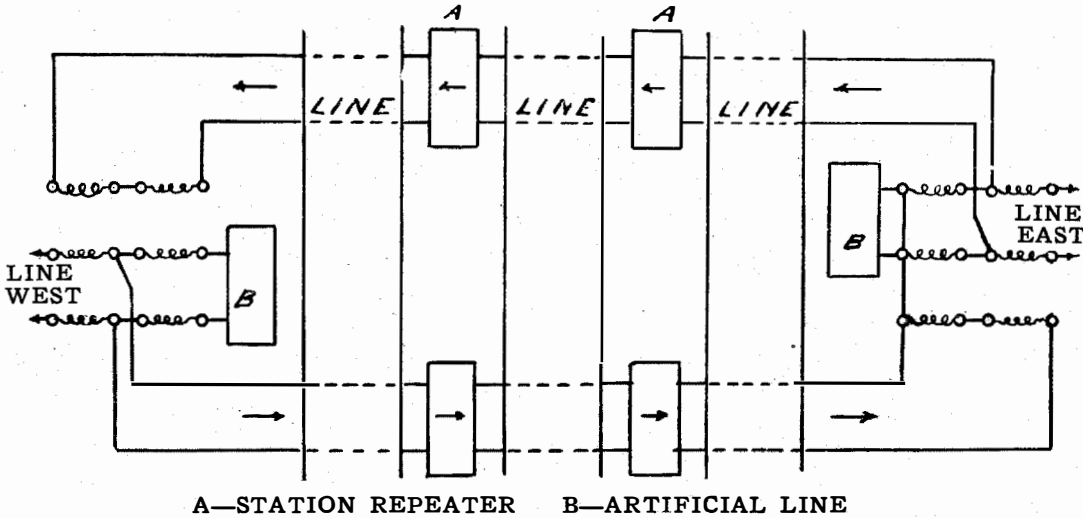 A A
LINE LINE LINE
B
LINE
EAST
LINE
WEST
B
A—STATION REPEATER B—ARTIFICIAL LINE